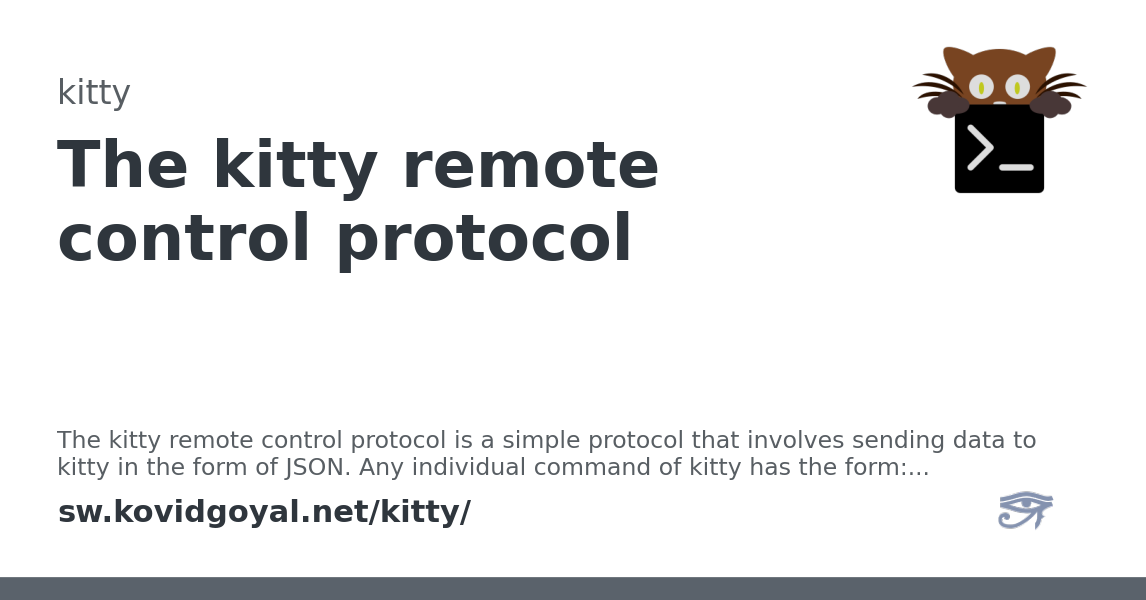 kitty
The kitty remote
control protocol
The kitty remote control protocol is a simple protocol that involves sending data to
kitty in the form of JSON. Any individual command of kitty has the form:...
sw.kovidgoyal.net/kitty/